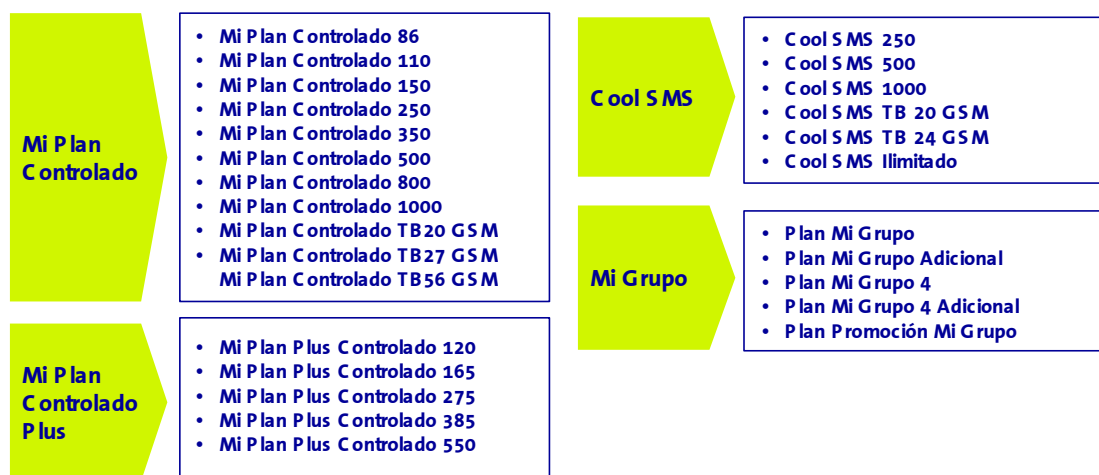 Mi Plan
Controlado
• Mi Plan Controlado 86
• Mi Plan Controlado 110
• Mi Plan Controlado 150
• Mi Plan Controlado 250
• Mi Plan Controlado 350
• Mi Plan Controlado 500
• Mi Plan Controlado 800
• Mi Plan Controlado 1000
• Mi Plan Controlado TB20 GSM
• Mi Plan Controlado TB27 GSM
Mi Plan Controlado TB56 GSM
Mi Plan
Controlado
Plus
• Mi Plan Plus Controlado 120
• Mi Plan Plus Controlado 165
• Mi Plan Plus Controlado 275
• Mi Plan Plus Controlado 385
• Mi Plan Plus Controlado 550
Cool SMS
• Cool SMS 250
• Cool SMS 500
• Cool SMS 1000
• Cool SMS TB 20 GSM
• Cool SMS TB 24 GSM
• Cool SMS Ilimitado
Mi Grupo
• Plan Mi Grupo
• Plan Mi Grupo Adicional
• Plan Mi Grupo 4
• Plan Mi Grupo 4 Adicional
• Plan Promoción Mi Grupo